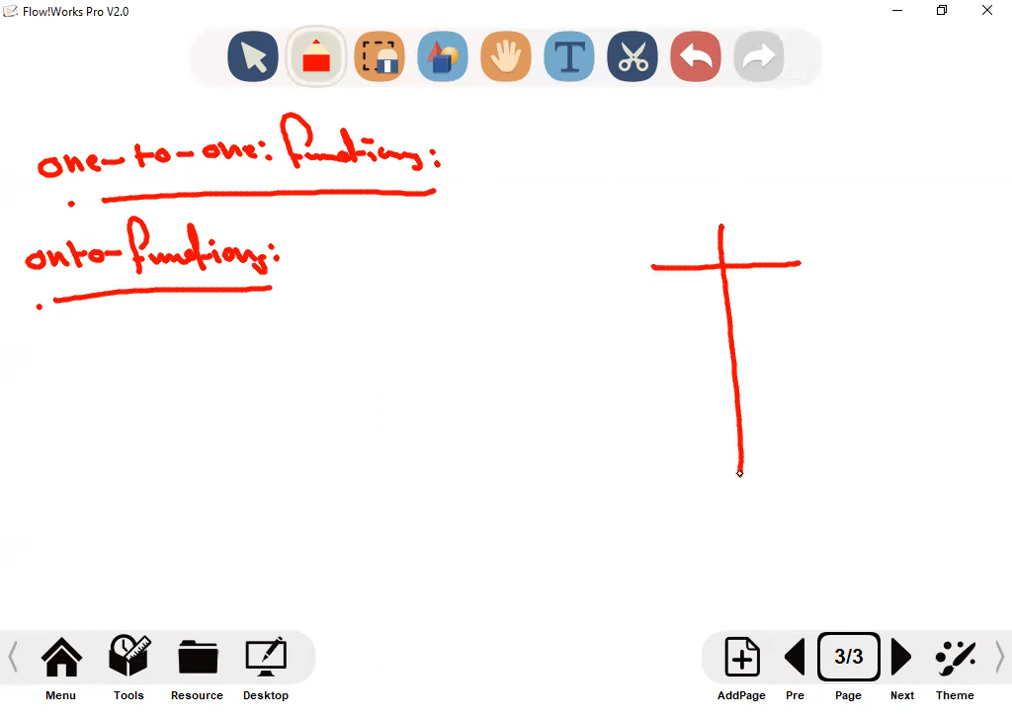 Flow!Works Pro V2.0
one-to-one: functions:
onto-functions:
Menu
Tools
Resource
Desktop
AddPage
Pre
3/3
Page
Next
Theme
T